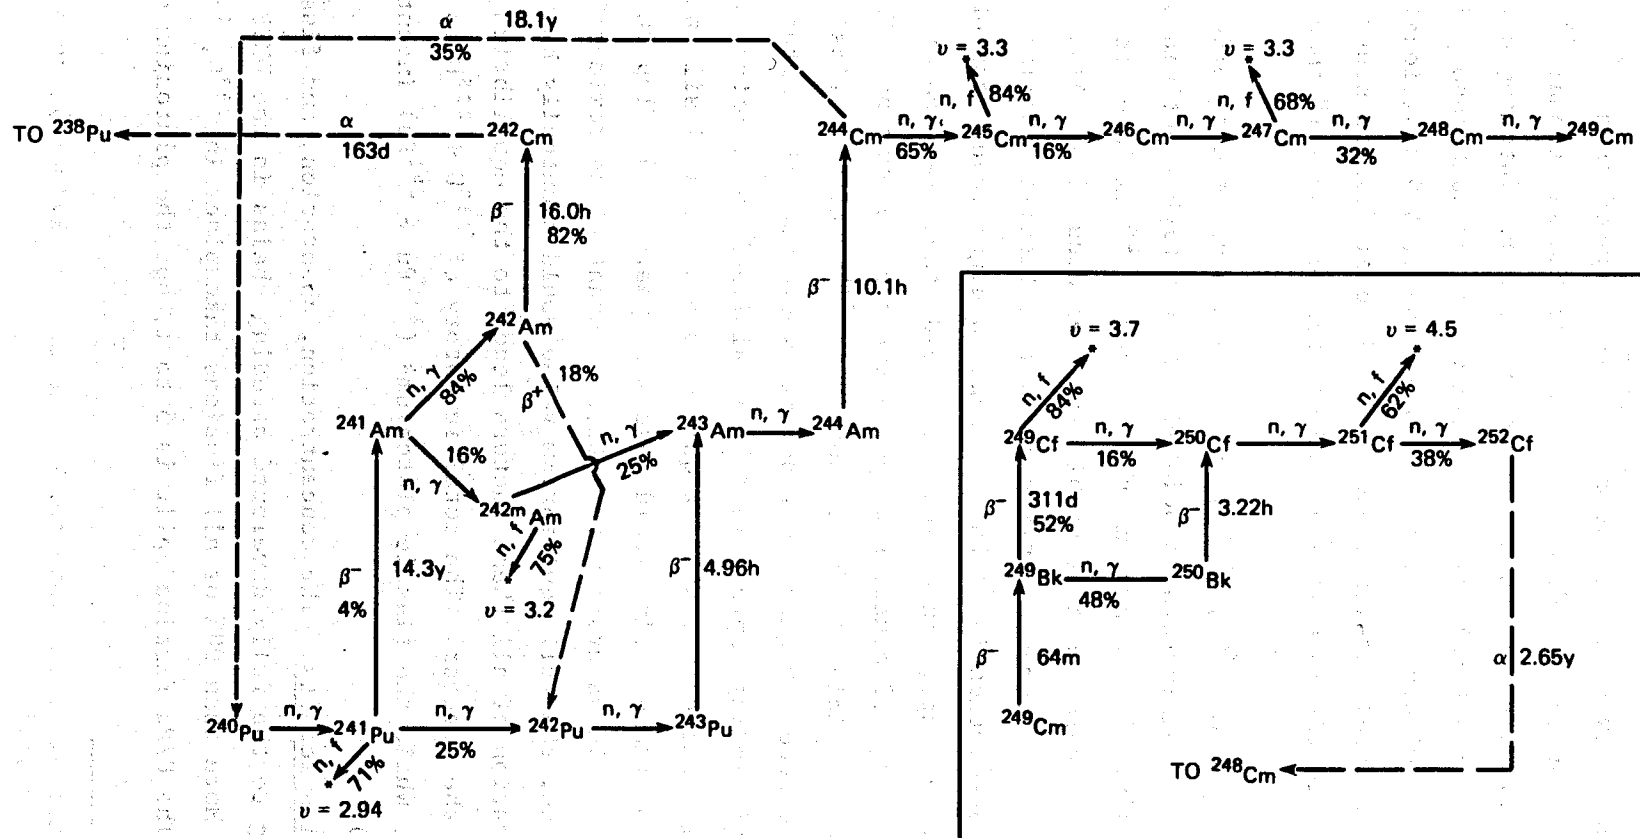 α 18.1y
35%
υ = 3.3
n, f 84%
υ = 3.3
n, f 68%
TO ²³⁸Pu
α
163d
²⁴²Cm
²⁴⁴Cm
n, γ
65%
²⁴⁵Cm
n, γ
16%
²⁴⁶Cm
n, γ
²⁴⁷Cm
n, γ
32%
²⁴⁸Cm
n, γ
²⁴⁹Cm
β⁻ 16.0h
82%
β⁻ 10.1h
²⁴²Am
n, γ
84%
18%
β⁺
²⁴¹Am
16%
n, γ
²⁴²ᵐAm
n, γ
25%
²⁴³Am
n, γ
²⁴⁴Am
n, f
75%
υ = 3.2
β⁻ 14.3y
4%
β⁻ 4.96h
²⁴⁰Pu
n, γ
²⁴¹Pu
n, γ
25%
²⁴²Pu
n, γ
²⁴³Pu
n, f
71%
υ = 2.94
υ = 3.7
n, f
84%
υ = 4.5
n, f
62%
²⁴⁹Cf
n, γ
16%
²⁵⁰Cf
n, γ
²⁵¹Cf
n, γ
38%
²⁵²Cf
β⁻ 311d
52%
β⁻ 3.22h
²⁴⁹Bk
n, γ
48%
²⁵⁰Bk
β⁻ 64m
α 2.65y
²⁴⁹Cm
TO ²⁴⁸Cm